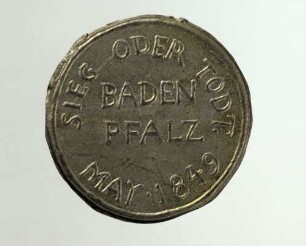 SIEG ODER TODT
BADEN
PFALZ
MAY · 1849